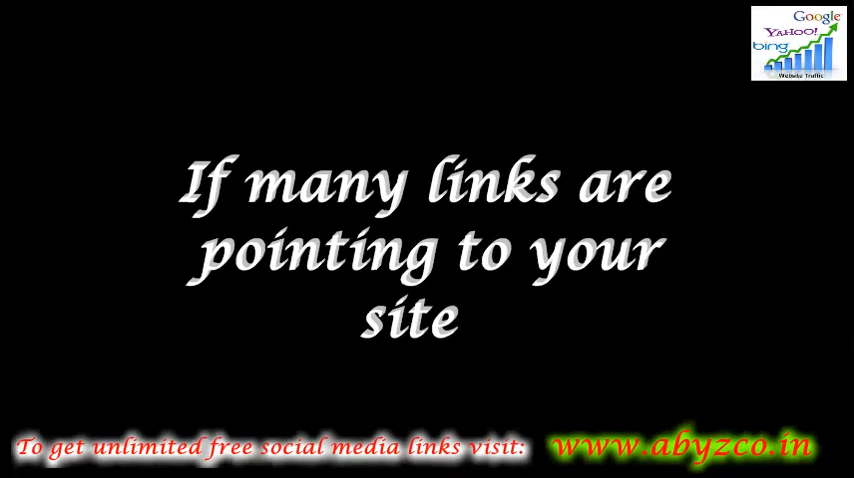 Google
YAHOO!
bing
Website Traffic
If many links are
pointing to your
site
To get unlimited free social media links visit: www.abyzco.in